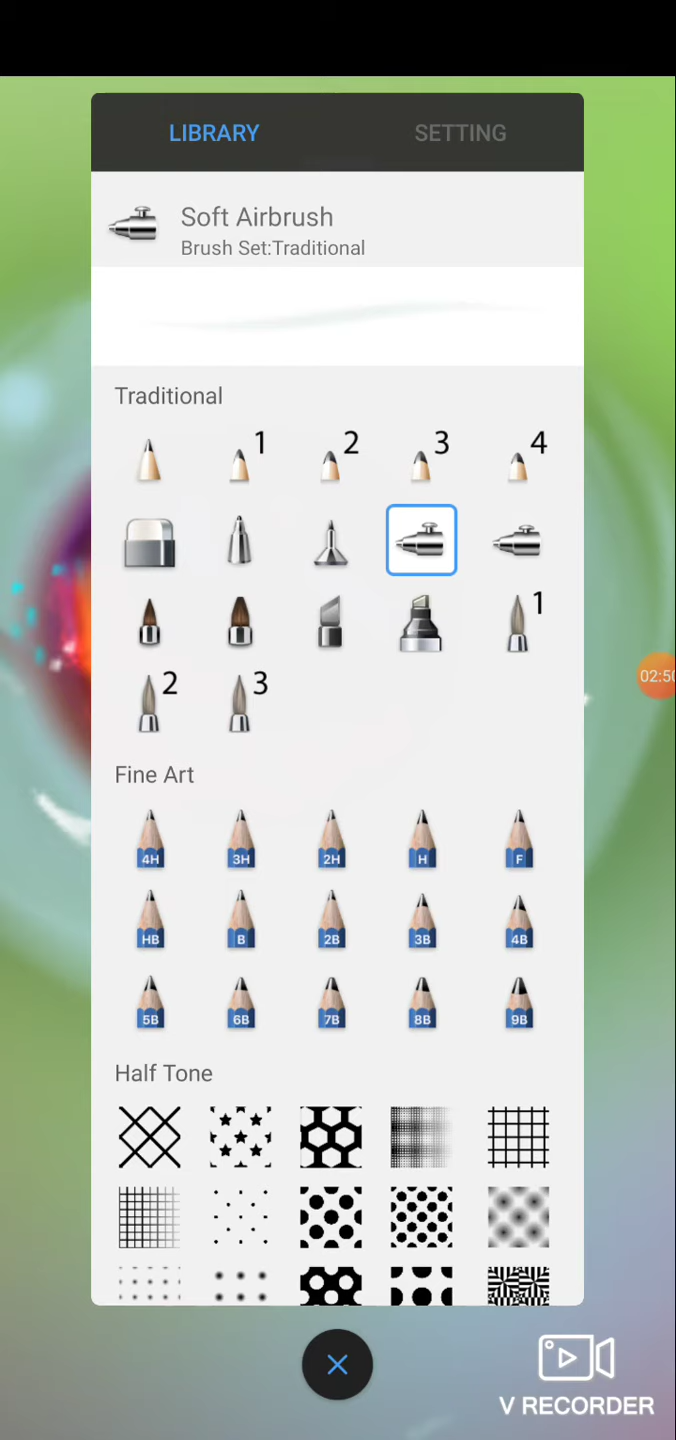 LIBRARY SETTING
Soft Airbrush
Brush Set:Traditional
Traditional
1 2 3 4
1
2 3
02:50
Fine Art
4H 3H 2H H F
HB B 2B 3B 4B
5B 6B 7B 8B 9B
Half Tone
V RECORDER